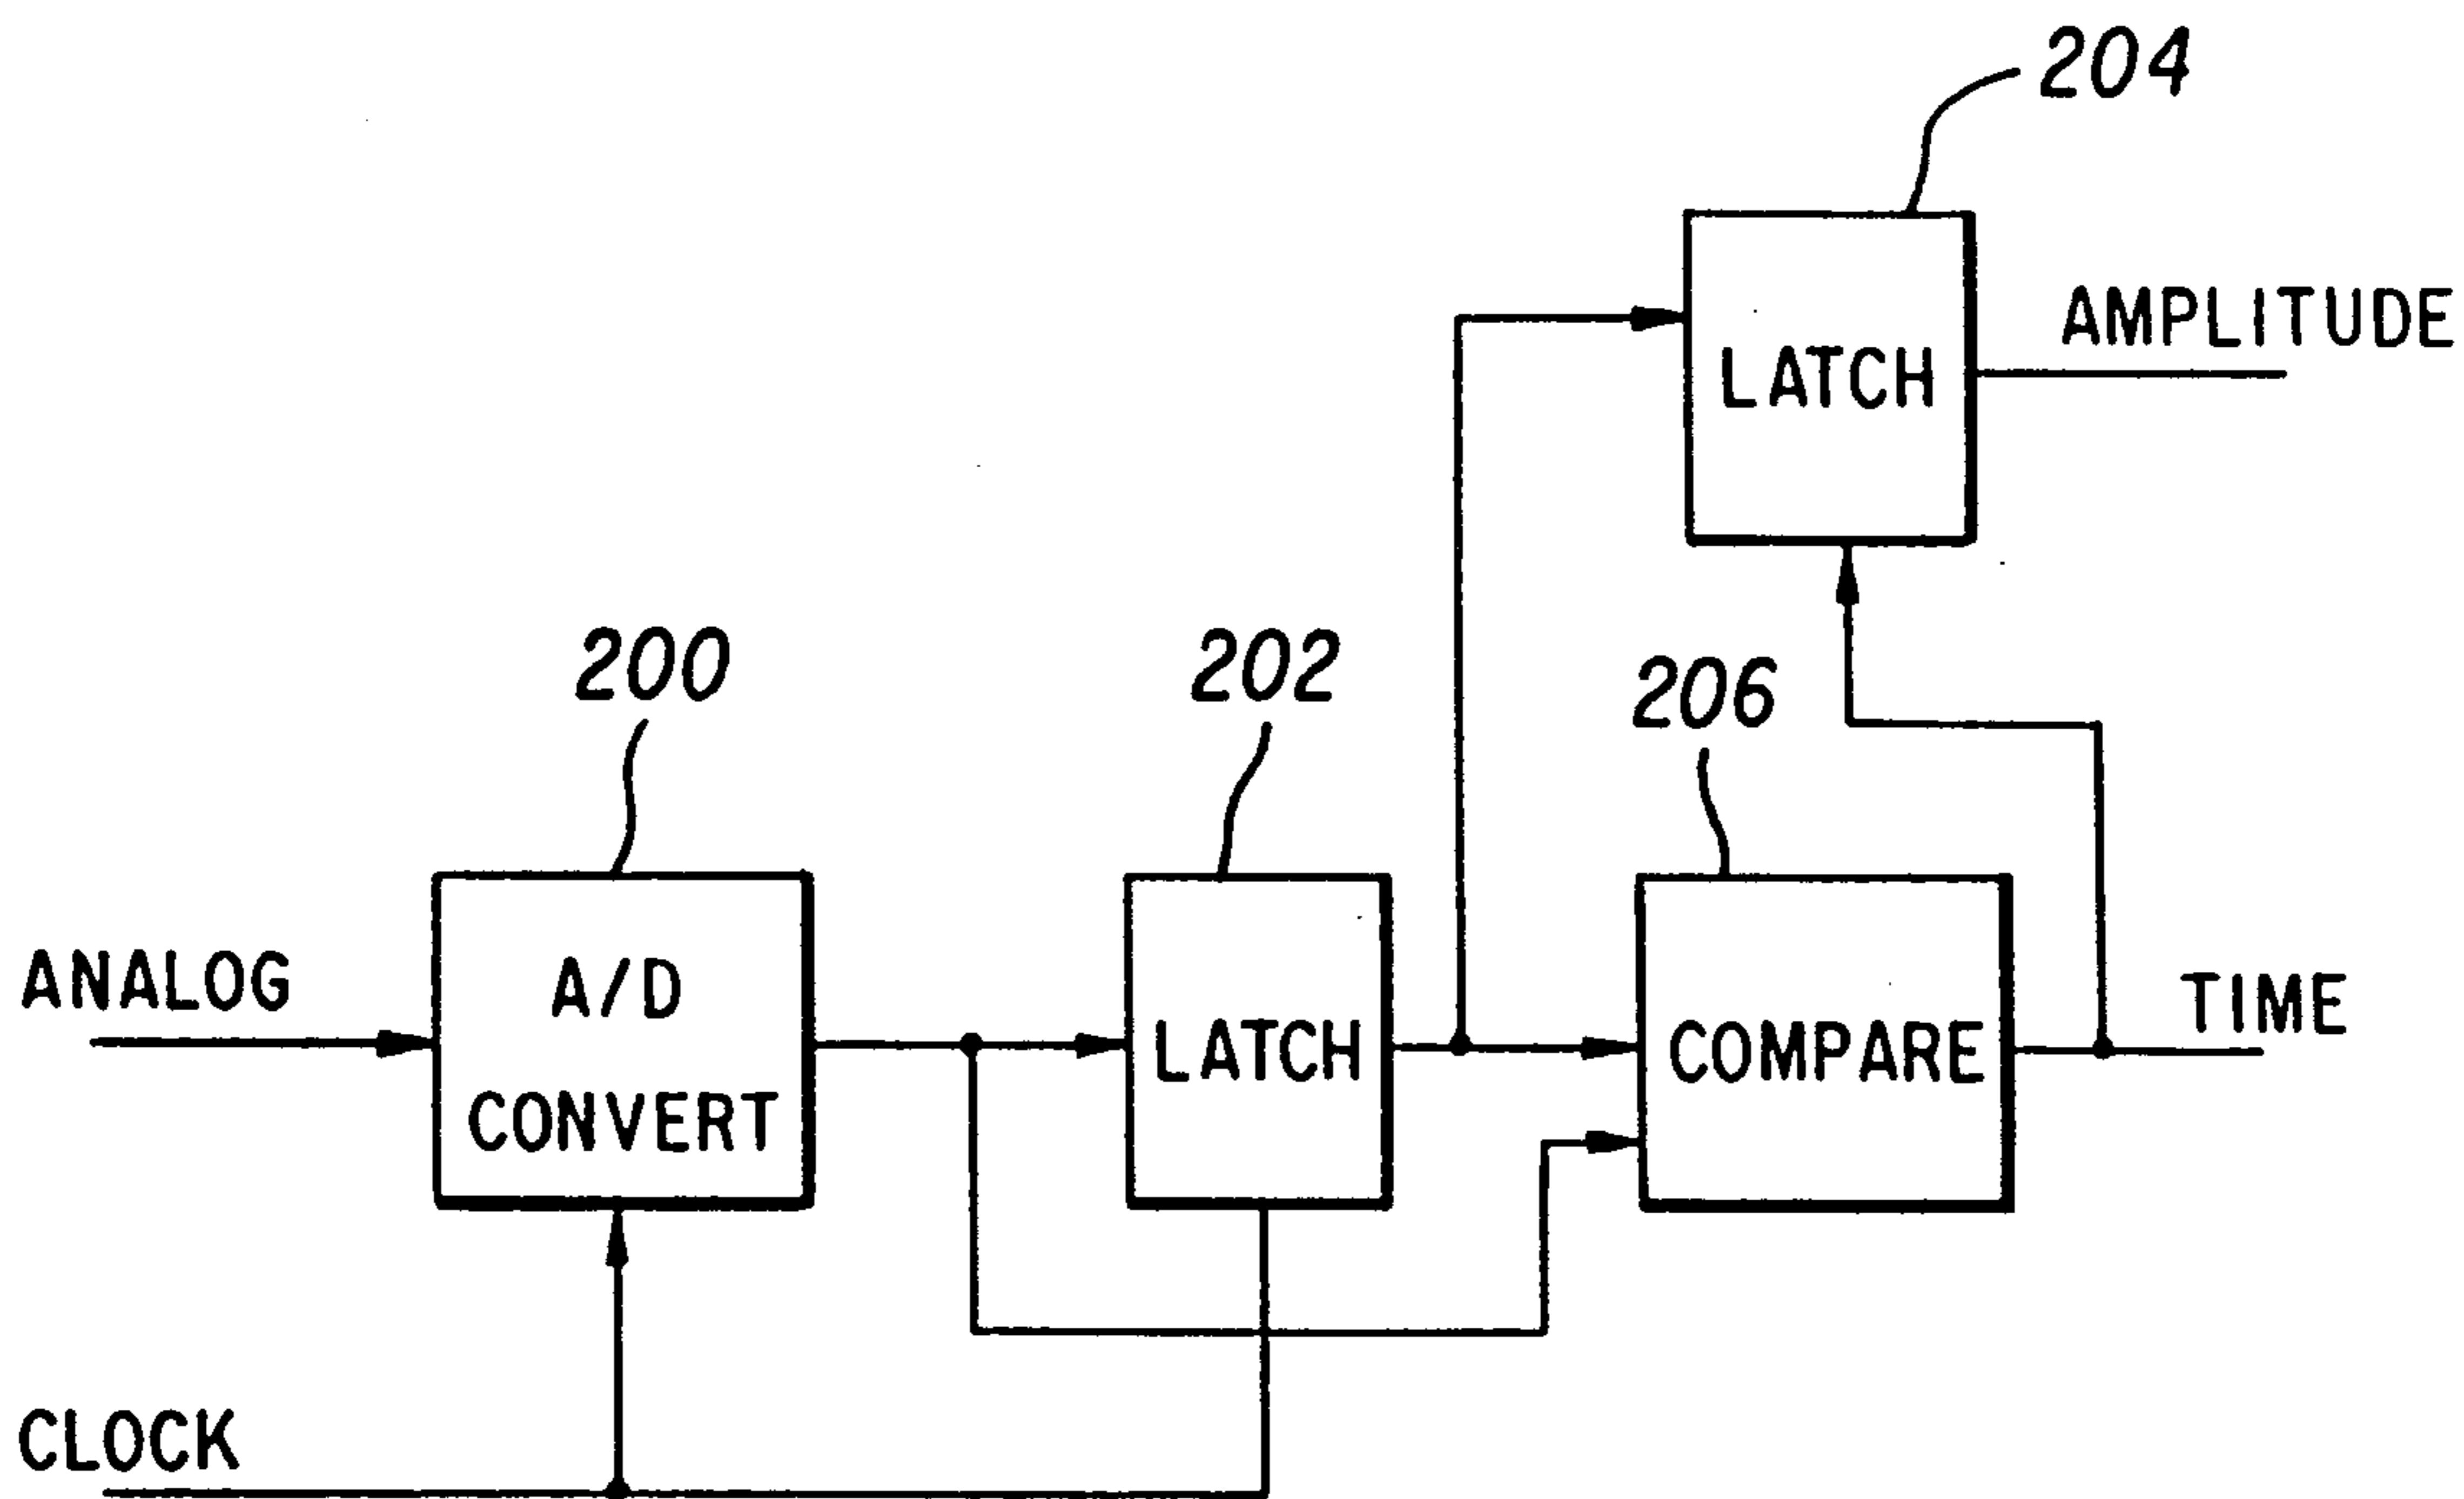 204
LATCH
AMPLITUDE
200
202
206
ANALOG
A/D
CONVERT
LATCH
COMPARE
TIME
CLOCK